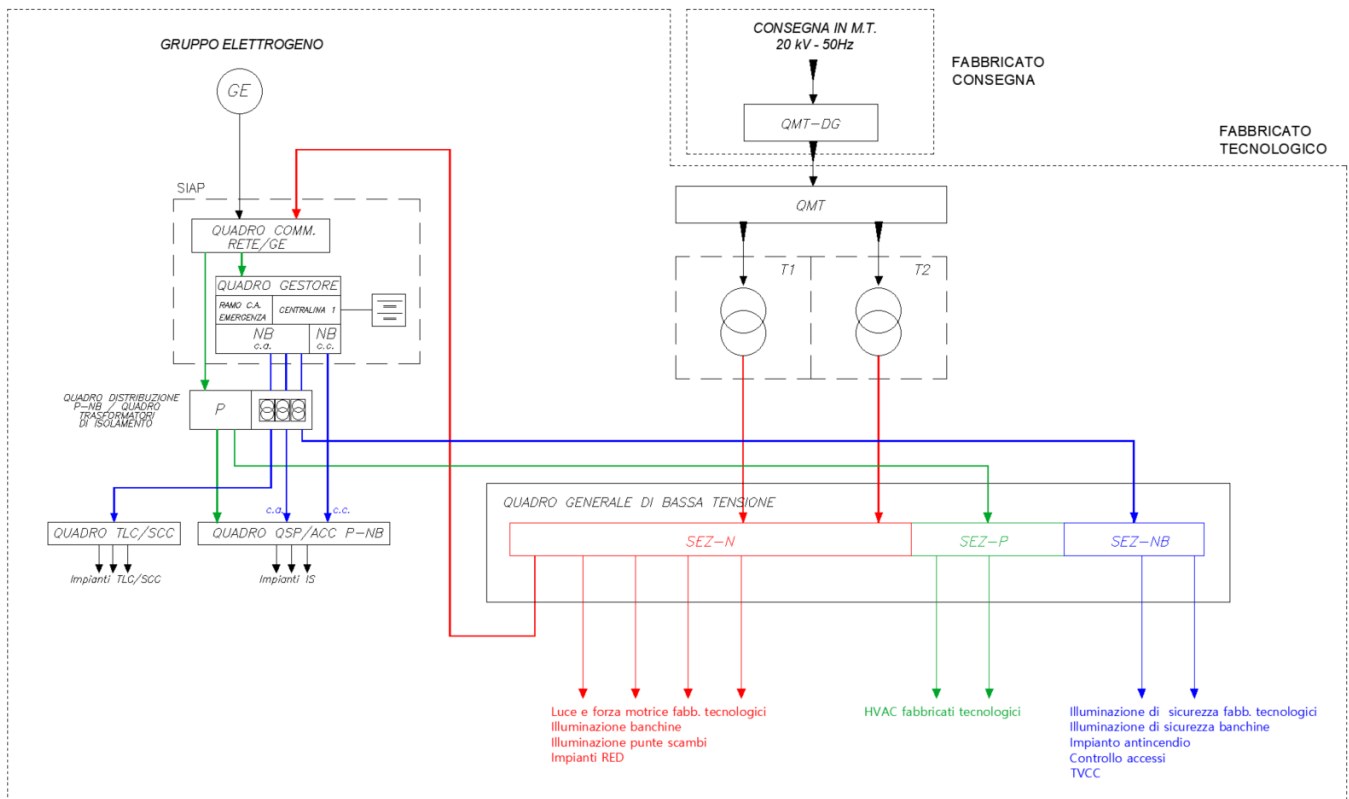 CONSEGNA IN M.T.
20 kV - 50Hz
GRUPPO ELETTROGENO
FABBRICATO
CONSEGNA
GE
QMT-DG
FABBRICATO
TECNOLOGICO
SIAP
QMT
QUADRO COMM.
RETE/GE
T1
T2
QUADRO GESTORE
RAMO C.A.
EMERGENZA
CENTRALINA 1
NB
c.a.
NB
c.c.
QUADRO DISTRIBUZIONE
P-NB / QUADRO
TRASFORMATORI
DI ISOLAMENTO
P
QUADRO GENERALE DI BASSA TENSIONE
c.a.
c.c.
QUADRO TLC/SCC
QUADRO QSP/ACC P-NB
SEZ-N
SEZ-P
SEZ-NB
Impianti TLC/SCC
Impianti IS
Luce e forza motrice fabb. tecnologici
Illuminazione banchine
Illuminazione punte scambi
Impianti RED
HVAC fabbricati tecnologici
Illuminazione di sicurezza fabb. tecnologici
Illuminazione di sicurezza banchine
Impianto antincendio
Controllo accessi
TVCC